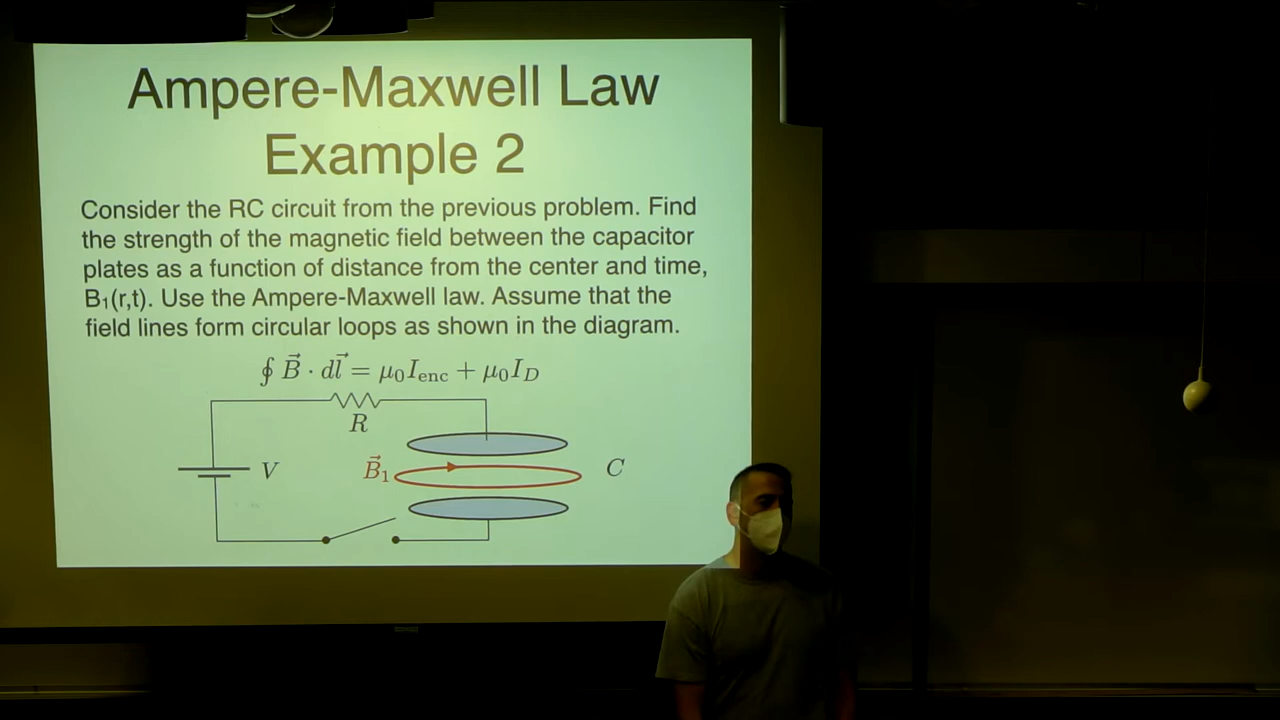 Ampere-Maxwell Law
Example 2
Consider the RC circuit from the previous problem. Find
the strength of the magnetic field between the capacitor
plates as a function of distance from the center and time,
B₁(r,t). Use the Ampere-Maxwell law. Assume that the
field lines form circular loops as shown in the diagram.
∮ B⃗ · dl⃗ = μ₀I_enc + μ₀I_D
R
V
B⃗₁
C